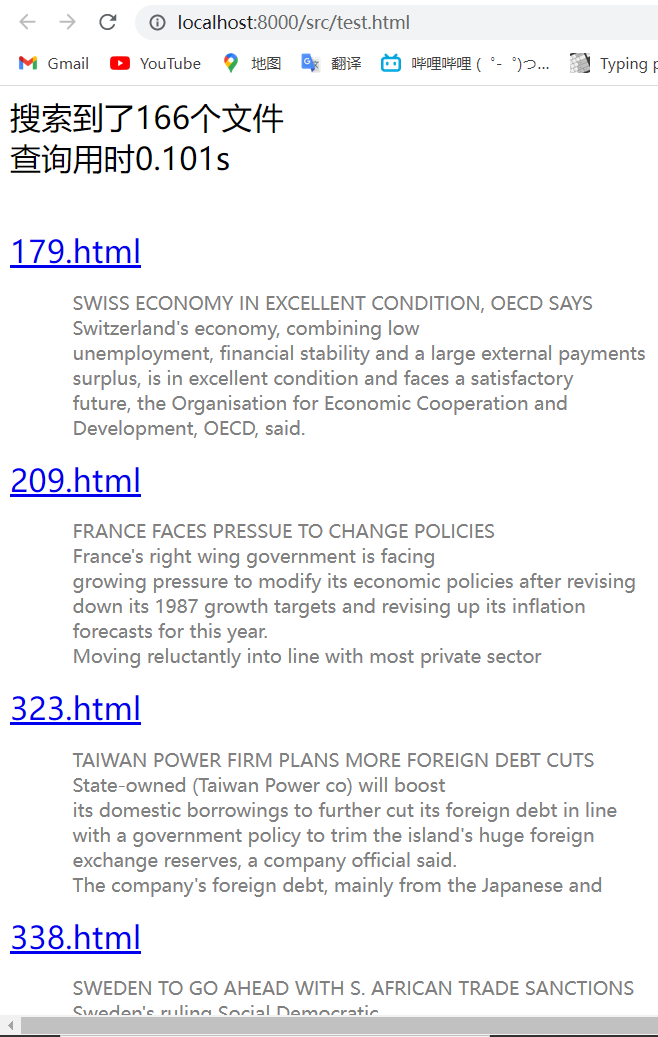 localhost:8000/src/test.html
Gmail YouTube 地图 翻译 哔哩哔哩 ( ゜- ゜)つ... Typing p
搜索到了166个文件
查询用时0.101s
179.html
SWISS ECONOMY IN EXCELLENT CONDITION, OECD SAYS
Switzerland's economy, combining low
unemployment, financial stability and a large external payments
surplus, is in excellent condition and faces a satisfactory
future, the Organisation for Economic Cooperation and
Development, OECD, said.
209.html
FRANCE FACES PRESSUE TO CHANGE POLICIES
France's right wing government is facing
growing pressure to modify its economic policies after revising
down its 1987 growth targets and revising up its inflation
forecasts for this year.
Moving reluctantly into line with most private sector
323.html
TAIWAN POWER FIRM PLANS MORE FOREIGN DEBT CUTS
State-owned (Taiwan Power co) will boost
its domestic borrowings to further cut its foreign debt in line
with a government policy to trim the island's huge foreign
exchange reserves, a company official said.
The company's foreign debt, mainly from the Japanese and
338.html
SWEDEN TO GO AHEAD WITH S. AFRICAN TRADE SANCTIONS
Sweden's ruling Social Democratic